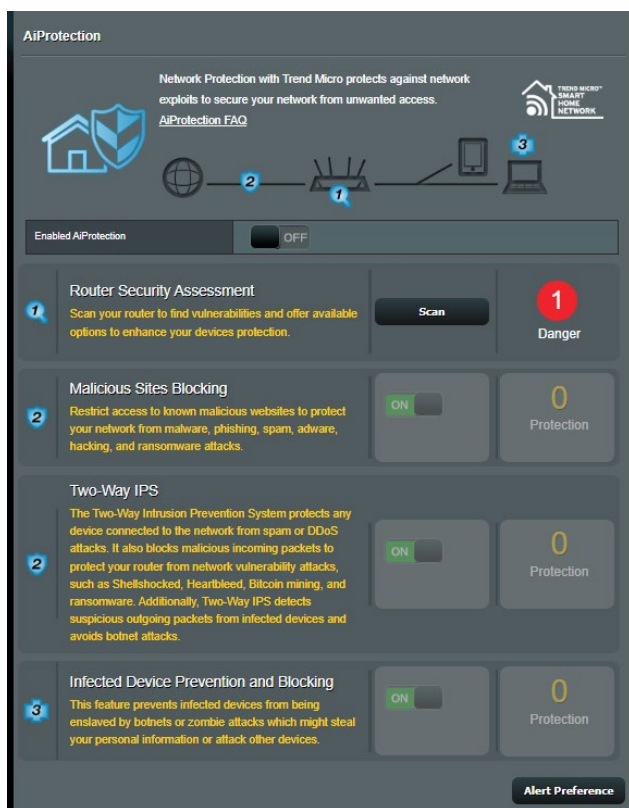 AiProtection
Network Protection with Trend Micro protects against network
exploits to secure your network from unwanted access.
AiProtection FAQ
TREND MICRO™
SMART
HOME
NETWORK
3
2
1
Enabled AiProtection
OFF
1
Router Security Assessment
Scan your router to find vulnerabilities and offer available
options to enhance your devices protection.
Scan
1
Danger
2
Malicious Sites Blocking
Restrict access to known malicious websites to protect
your network from malware, phishing, spam, adware,
hacking, and ransomware attacks.
ON
0
Protection
2
Two-Way IPS
The Two-Way Intrusion Prevention System protects any
device connected to the network from spam or DDoS
attacks. It also blocks malicious incoming packets to
protect your router from network vulnerability attacks,
such as Shellshocked, Heartbleed, Bitcoin mining, and
ransomware. Additionally, Two-Way IPS detects
suspicious outgoing packets from infected devices and
avoids botnet attacks.
ON
0
Protection
3
Infected Device Prevention and Blocking
This feature prevents infected devices from being
enslaved by botnets or zombie attacks which might steal
your personal information or attack other devices.
ON
0
Protection
Alert Preference